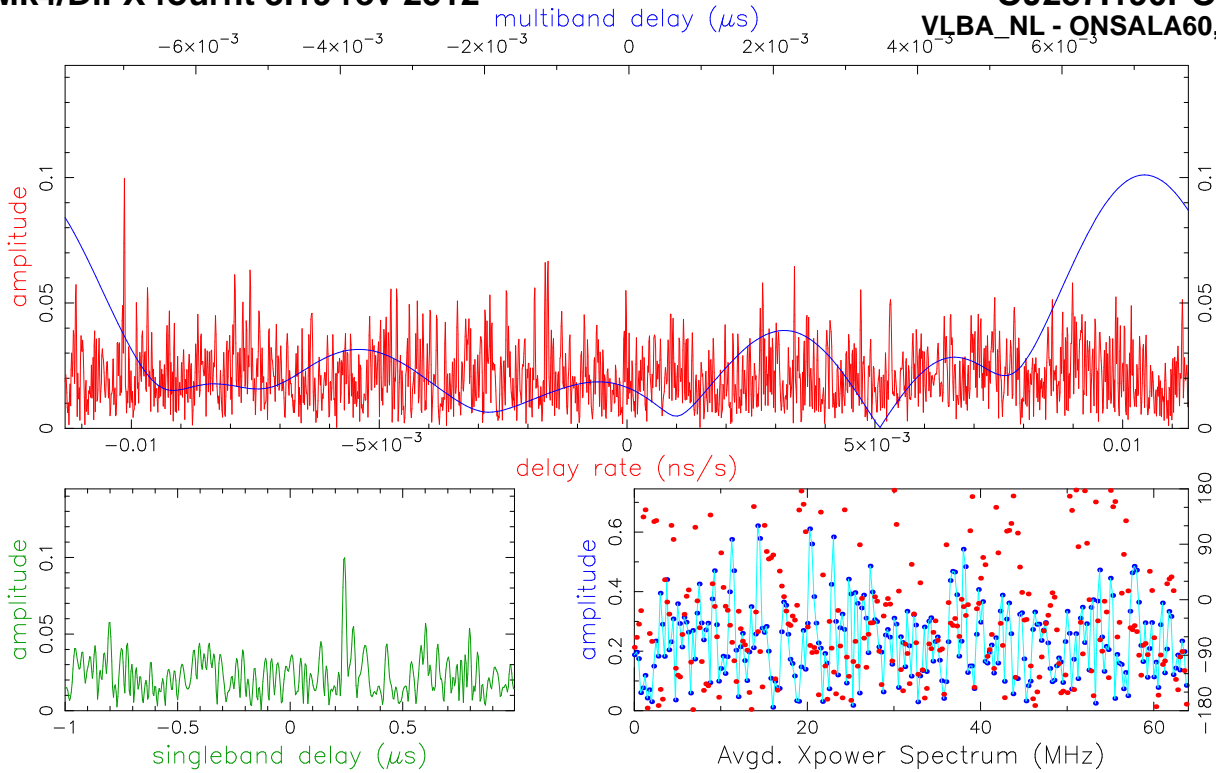 multiband delay (μs)
VLBA_NL - ONSALA60,
−6×10⁻³ −4×10⁻³ −2×10⁻³ 0 2×10⁻³ 4×10⁻³ 6×10⁻³
amplitude
0 0.05 0.1
0 0.05 0.1
−0.01 −5×10⁻³ 0 5×10⁻³ 0.01
delay rate (ns/s)
amplitude
0 0.05 0.1
−1 −0.5 0 0.5
singleband delay (μs)
amplitude
0 0.2 0.4 0.6
−180 −90 0 90 180
0 20 40 60
Avgd. Xpower Spectrum (MHz)